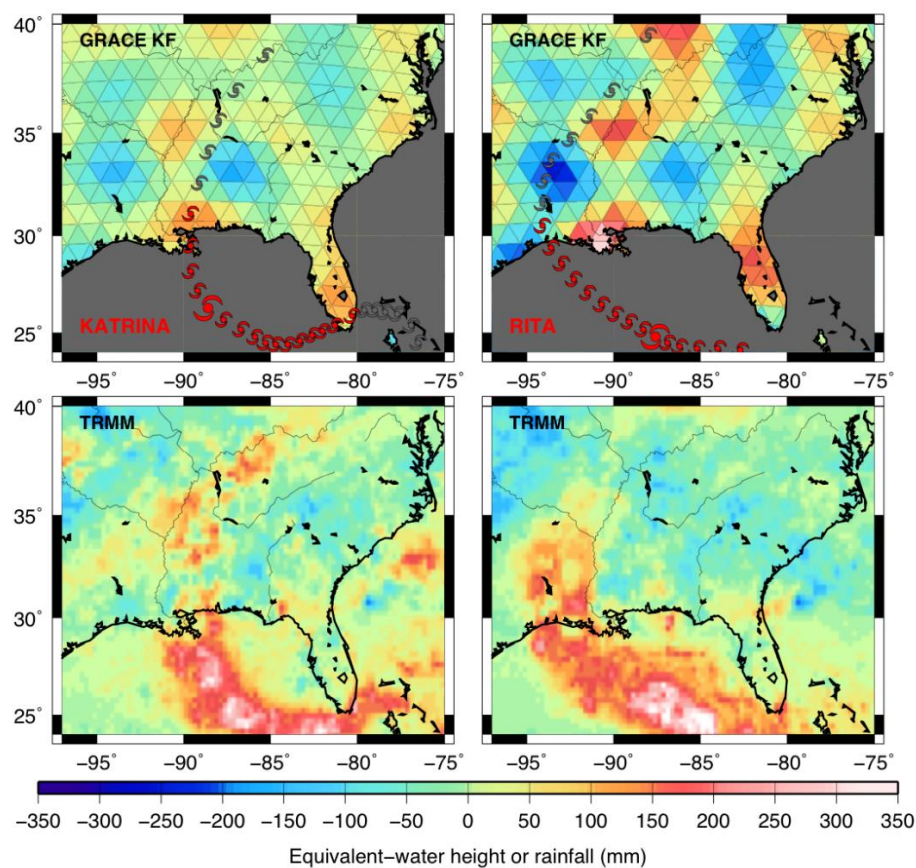 40° GRACE KF GRACE KF
35°
30°
25° KATRINA RITA
−95° −90° −85° −80° −75° −95° −90° −85° −80° −75°
40° TRMM TRMM
35°
30°
25°
−95° −90° −85° −80° −75° −95° −90° −85° −80° −75°
−350 −300 −250 −200 −150 −100 −50 0 50 100 150 200 250 300 350
Equivalent−water height or rainfall (mm)